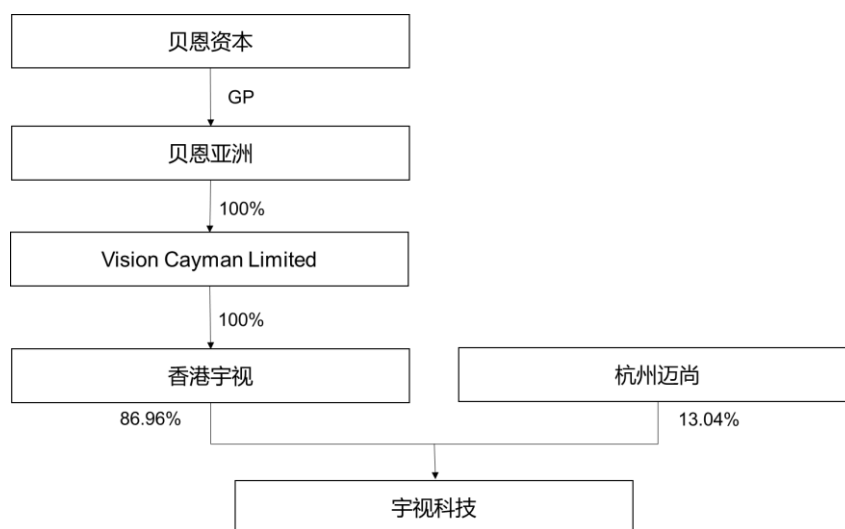 贝恩资本
GP
贝恩亚洲
100%
Vision Cayman Limited
100%
香港宇视
杭州迈尚
86.96%
13.04%
宇视科技